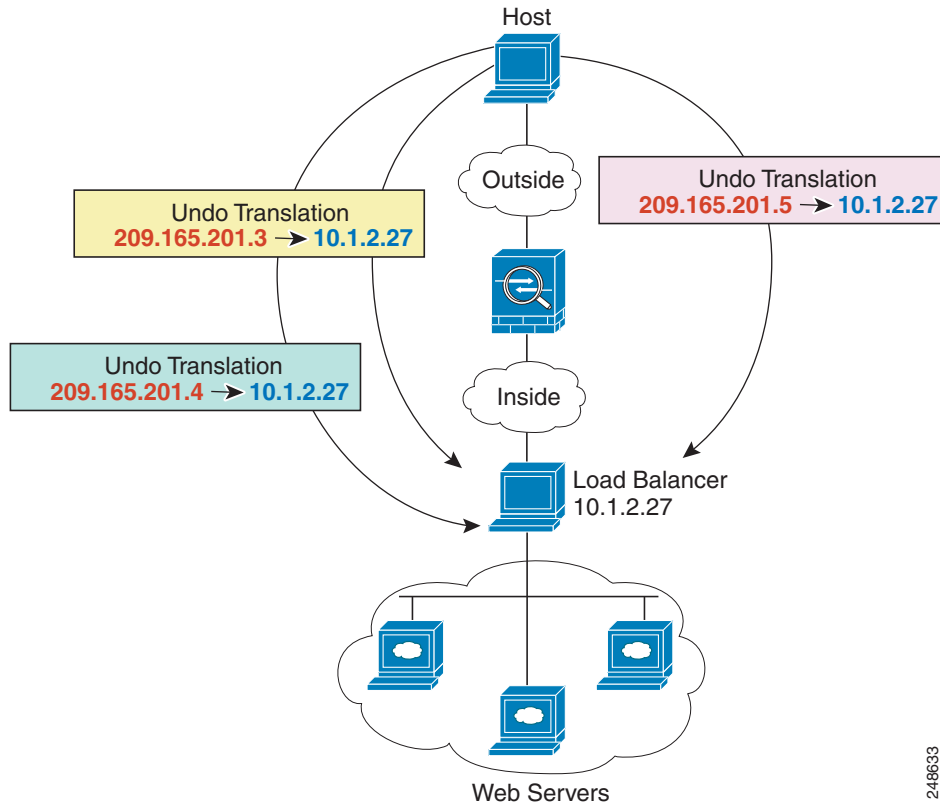 Host
Outside
Undo Translation
209.165.201.3 → 10.1.2.27
Undo Translation
209.165.201.5 → 10.1.2.27
Undo Translation
209.165.201.4 → 10.1.2.27
Inside
Load Balancer
10.1.2.27
Web Servers
248633